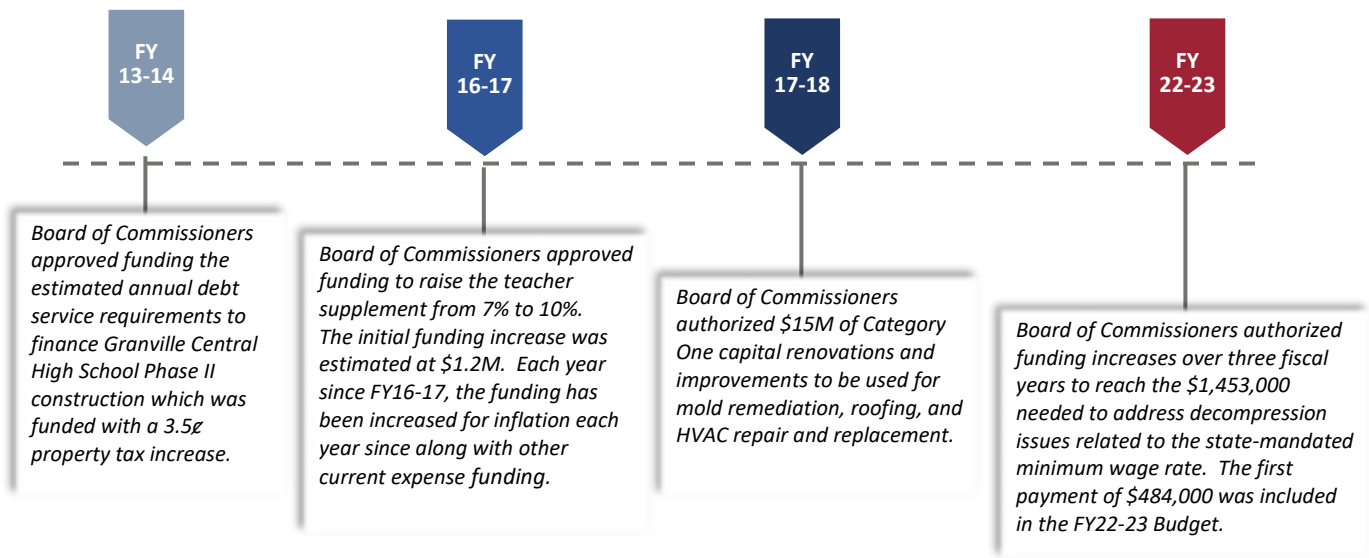 FY
13-14
FY
16-17
FY
17-18
FY
22-23
Board of Commissioners
approved funding the
estimated annual debt
service requirements to
finance Granville Central
High School Phase II
construction which was
funded with a 3.5¢
property tax increase.
Board of Commissioners approved
funding to raise the teacher
supplement from 7% to 10%.
The initial funding increase was
estimated at $1.2M.  Each year
since FY16-17, the funding has
been increased for inflation each
year since along with other
current expense funding.
Board of Commissioners
authorized $15M of Category
One capital renovations and
improvements to be used for
mold remediation, roofing, and
HVAC repair and replacement.
Board of Commissioners authorized
funding increases over three fiscal
years to reach the $1,453,000
needed to address decompression
issues related to the state-mandated
minimum wage rate.  The first
payment of $484,000 was included
in the FY22-23 Budget.